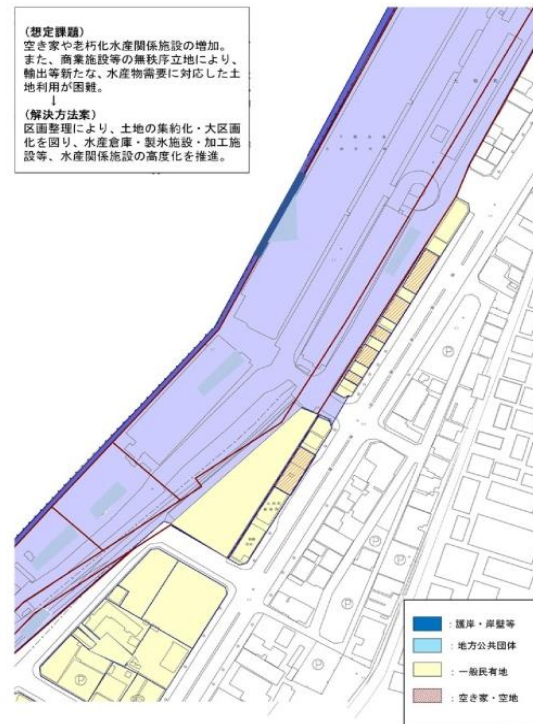 (想定課題)
空き家や老朽化水産関係施設の増加。
また、商業施設等の無秩序立地により、
輸出等新たな、水産物需要に対応した土
地利用が困難。
↓
(解決方法案)
区画整理により、土地の集約化・大区画
化を図り、水産倉庫・製氷施設・加工施
設等、水産関係施設の高度化を推進。
P
P
P
P
P
P
:護岸・岸壁等
:地方公共団体
:一般民有地
:空き家・空地